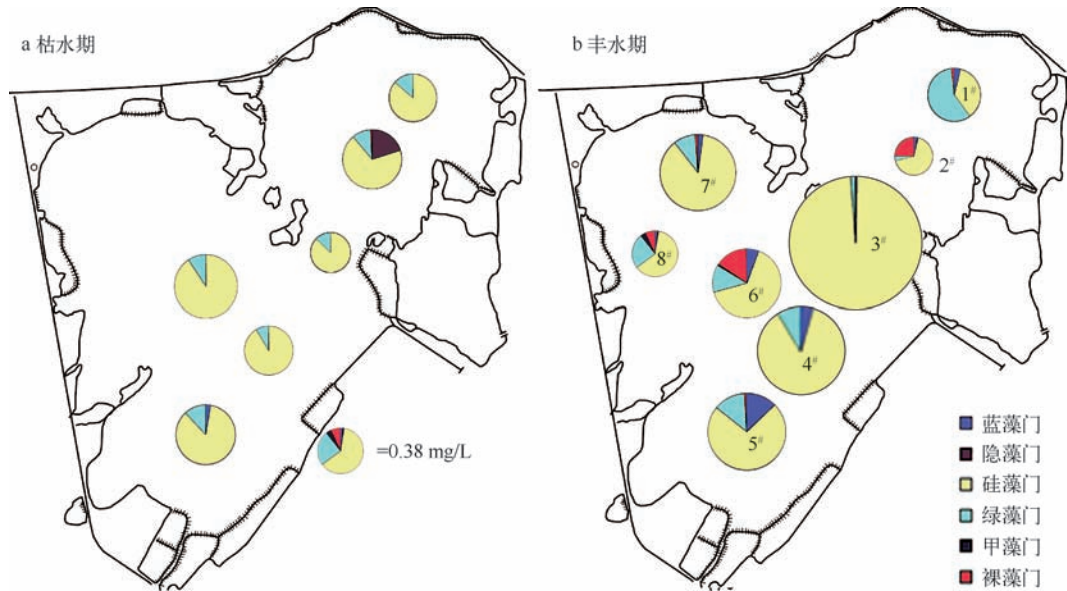 a 枯水期
b 丰水期
1#
2#
3#
7#
8#
6#
4#
5#
=0.38 mg/L
蓝藻门
隐藻门
硅藻门
绿藻门
甲藻门
裸藻门